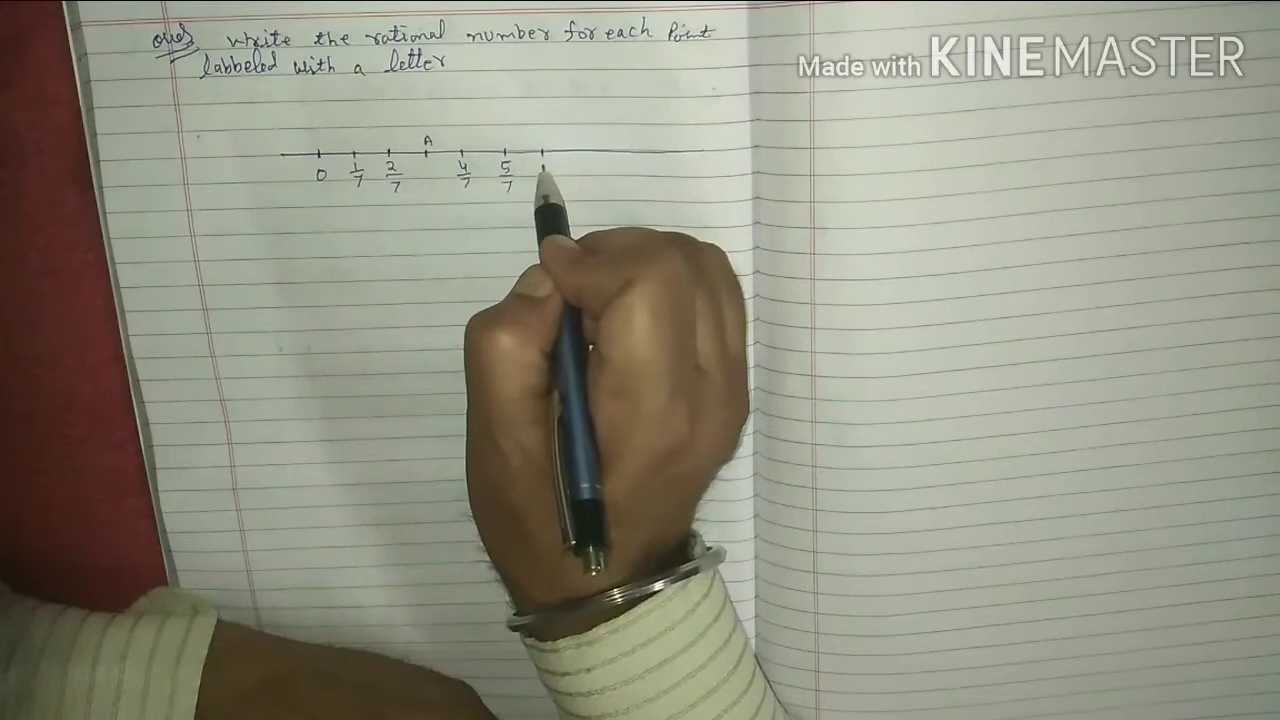 Ques write the rational number for each Point
labbeled with a letter
Made with KINEMASTER
A
0 1/7 2/7 4/7 5/7